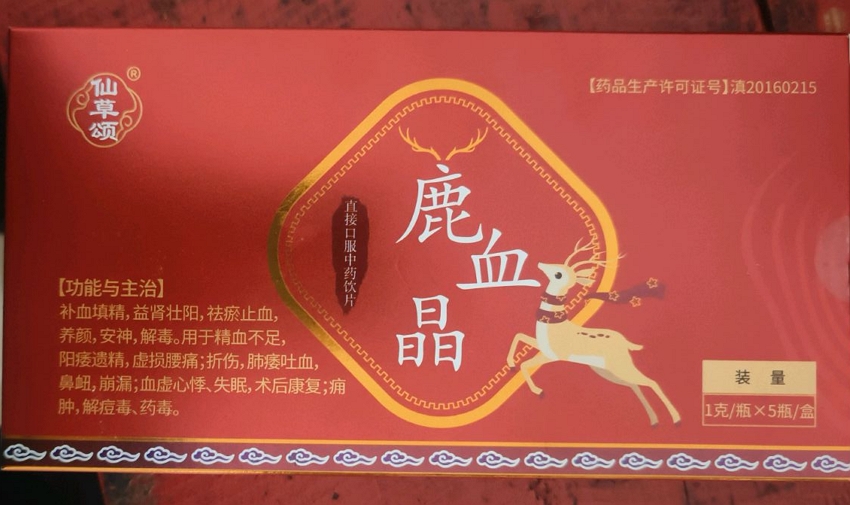 仙草颂®
【药品生产许可证号】滇20160215
鹿血晶
直接口服中药饮片
【功能与主治】
补血填精,益肾壮阳,祛瘀止血,
养颜,安神,解毒。用于精血不足,
阳痿遗精,虚损腰痛;折伤,肺痿吐血,
鼻衄,崩漏;血虚心悸、失眠,术后康复;痈
肿,解痘毒、药毒。
装 量
1克/瓶×5瓶/盒